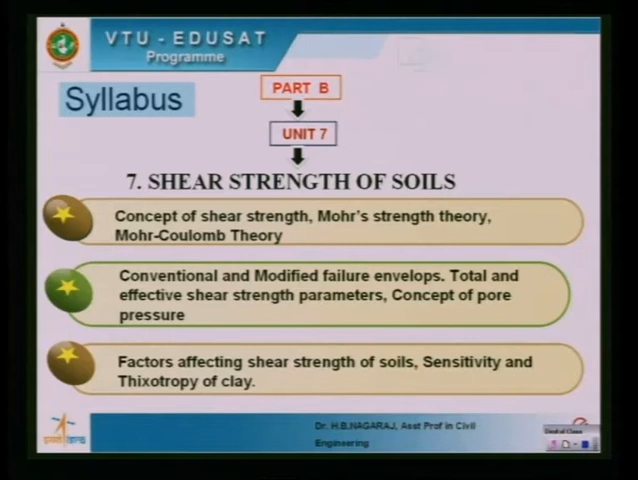 VTU - EDUSAT
Programme
Syllabus
PART B
UNIT 7
7. SHEAR STRENGTH OF SOILS
Concept of shear strength, Mohr's strength theory,
Mohr-Coulomb Theory
Conventional and Modified failure envelops. Total and
effective shear strength parameters, Concept of pore
pressure
Factors affecting shear strength of soils, Sensitivity and
Thixotropy of clay.
Dr. H.B.NAGARAJ, Asst Prof in Civil
Engineering